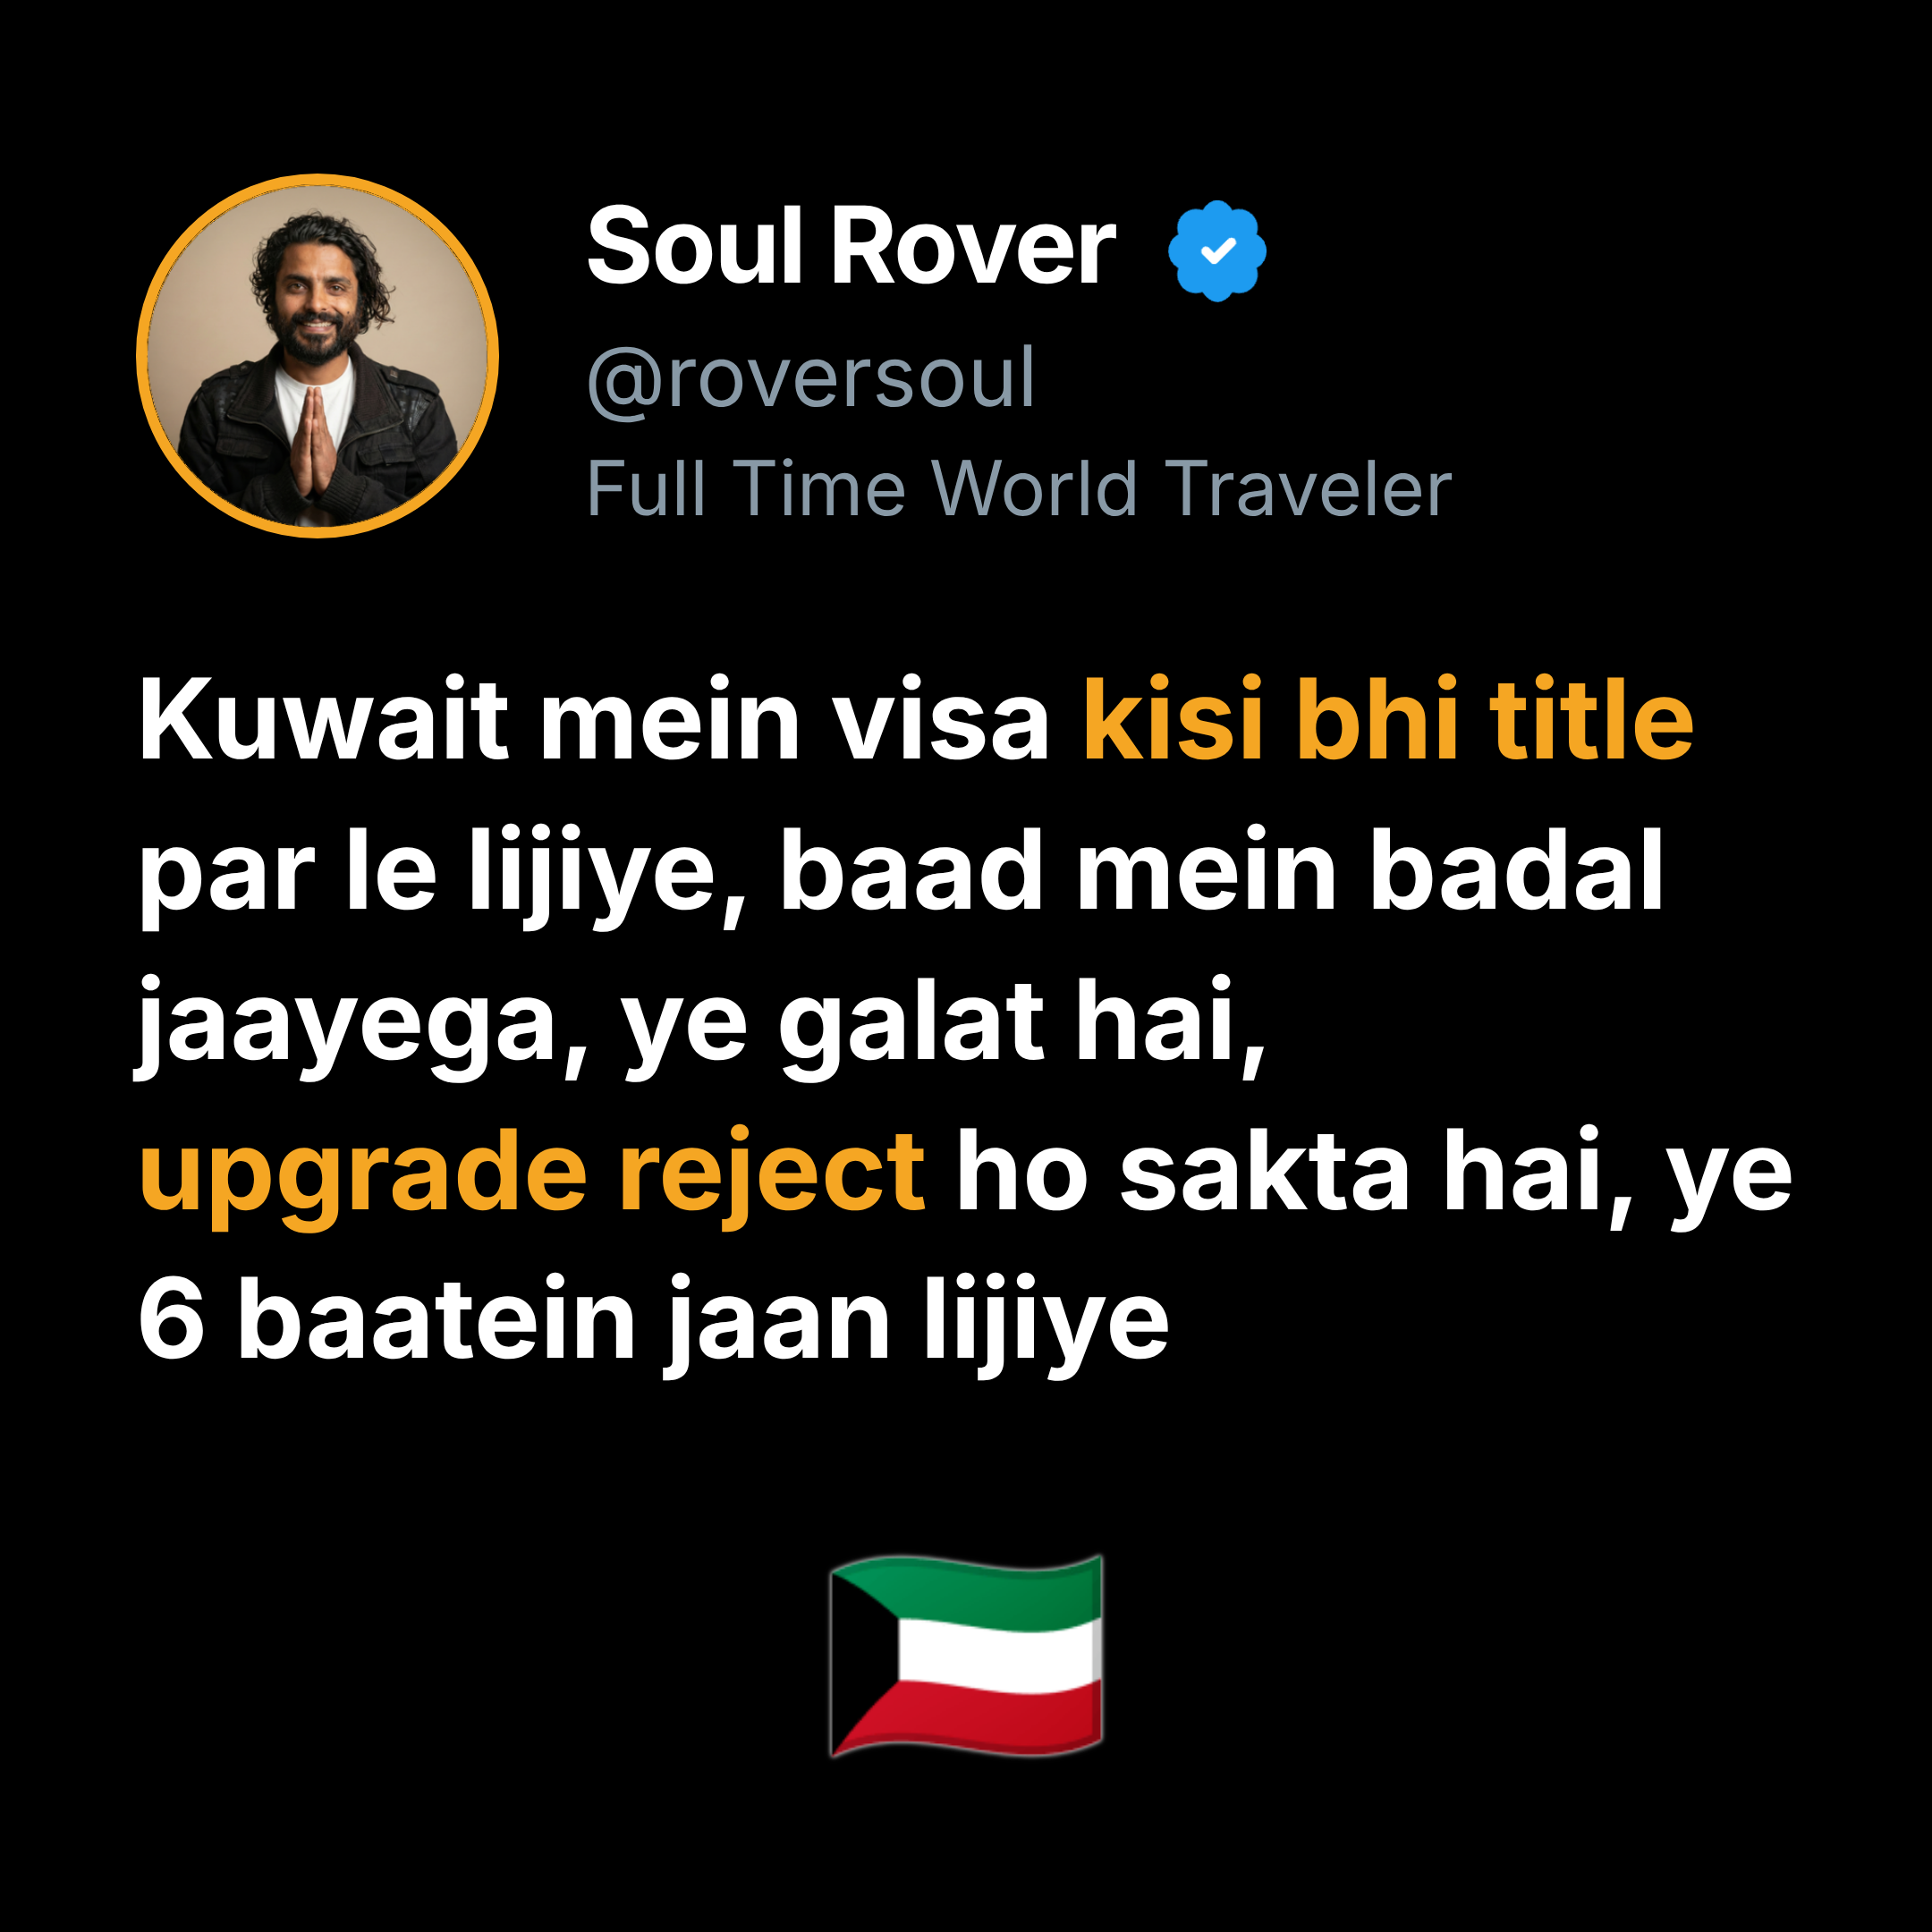 Soul Rover
@roversoul
Full Time World Traveler
Kuwait mein visa kisi bhi title
par le lijiye, baad mein badal
jaayega, ye galat hai,
upgrade reject ho sakta hai, ye
6 baatein jaan lijiye